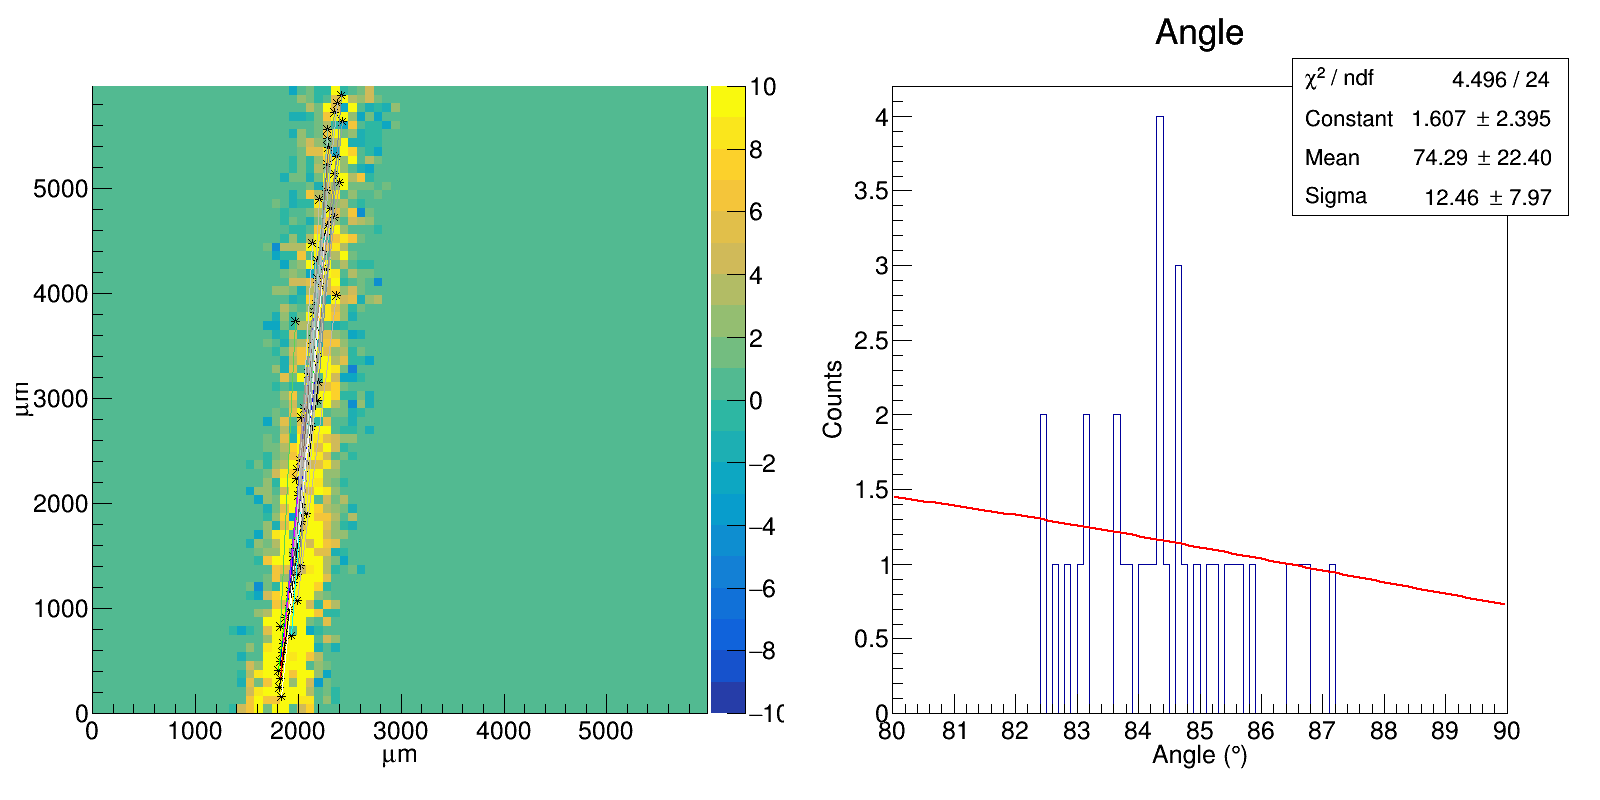 Angle
χ² / ndf 4.496 / 24
Constant 1.607 ± 2.395
Mean 74.29 ± 22.40
Sigma 12.46 ± 7.97
μm
5000
4000
3000
2000
1000
0
0 1000 2000 3000 4000 5000
μm
10
8
6
4
2
0
−2
−4
−6
−8
−10
Counts
4
3.5
3
2.5
2
1.5
1
0.5
0
80 81 82 83 84 85 86 87 88 89 90
Angle (°)